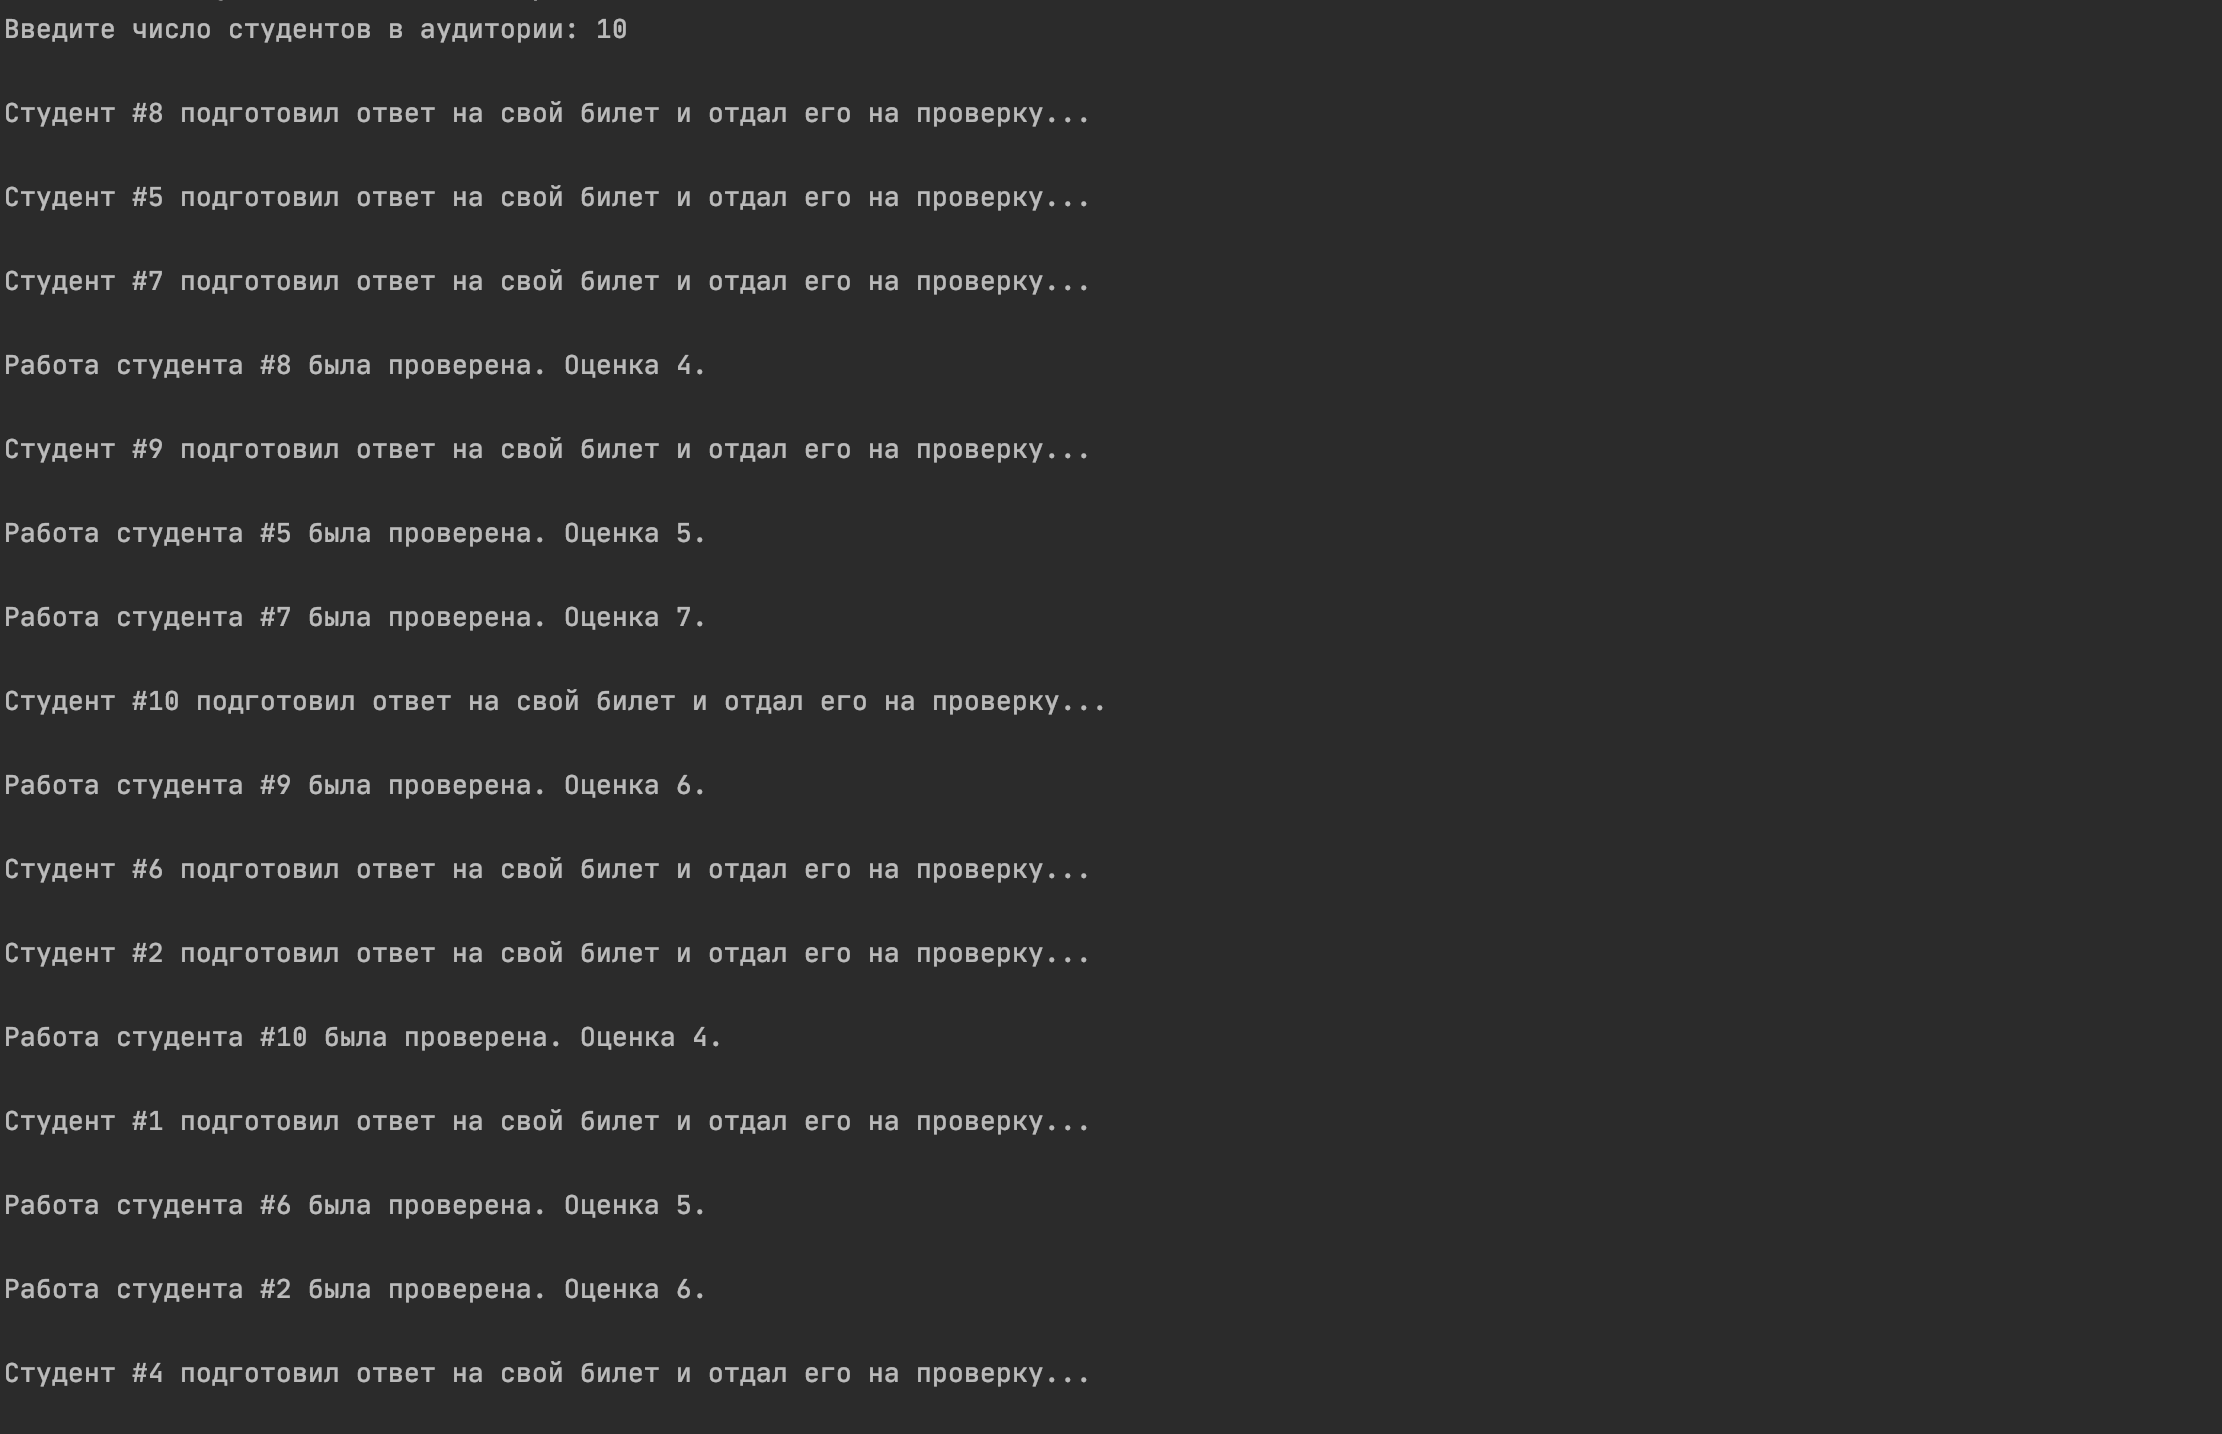 Введите число студентов в аудитории: 10
Студент #8 подготовил ответ на свой билет и отдал его на проверку...
Студент #5 подготовил ответ на свой билет и отдал его на проверку...
Студент #7 подготовил ответ на свой билет и отдал его на проверку...
Работа студента #8 была проверена. Оценка 4.
Студент #9 подготовил ответ на свой билет и отдал его на проверку...
Работа студента #5 была проверена. Оценка 5.
Работа студента #7 была проверена. Оценка 7.
Студент #10 подготовил ответ на свой билет и отдал его на проверку...
Работа студента #9 была проверена. Оценка 6.
Студент #6 подготовил ответ на свой билет и отдал его на проверку...
Студент #2 подготовил ответ на свой билет и отдал его на проверку...
Работа студента #10 была проверена. Оценка 4.
Студент #1 подготовил ответ на свой билет и отдал его на проверку...
Работа студента #6 была проверена. Оценка 5.
Работа студента #2 была проверена. Оценка 6.
Студент #4 подготовил ответ на свой билет и отдал его на проверку...